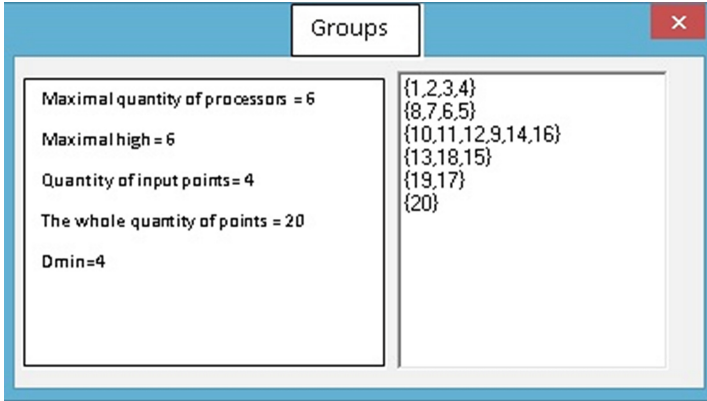 Groups
Maximal quantity of processors = 6
Maximal high = 6
Quantity of input points= 4
The whole quantity of points = 20
Dmin=4
{1,2,3,4}
{8,7,6,5}
{10,11,12,9,14,16}
{13,18,15}
{19,17}
{20}